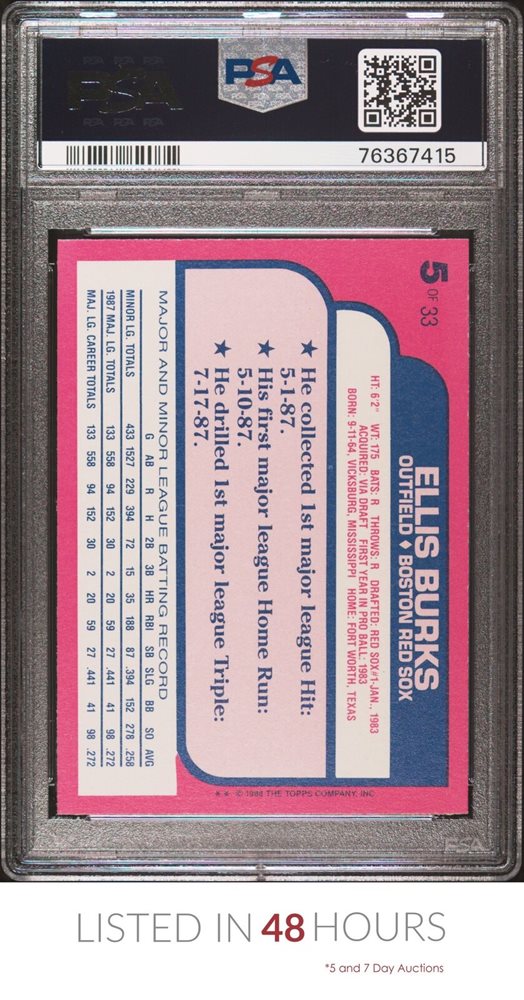 PSA
PSA
PSA PSA PSA
76367415
5 OF 33
ELLIS BURKS
OUTFIELD ♦ BOSTON RED SOX
HT: 6'2" WT: 175 BATS: R THROWS: R DRAFTED: RED SOX #1-JAN., 1983
ACQUIRED: VIA DRAFT FIRST YEAR IN PRO BALL: 1983
BORN: 9-11-64, VICKSBURG, MISSISSIPPI HOME: FORT WORTH, TEXAS
★ He collected 1st major league Hit:
5-1-87.
★ His first major league Home Run:
5-10-87.
★ He drilled 1st major league Triple:
7-17-87.
MAJOR AND MINOR LEAGUE BATTING RECORD
G AB R H 2B 3B HR RBI SB SLG BB SO AVG
MINOR LG. TOTALS 433 1527 229 394 72 15 35 188 87 .394 152 278 .258
1987 MAJ. LG. TOTALS 133 558 94 152 30 2 20 59 27 .441 41 98 .272
MAJ. LG. CAREER TOTALS 133 558 94 152 30 2 20 59 27 .441 41 98 .272
★★ © 1988 THE TOPPS COMPANY, INC.
PSA
LISTED IN 48 HOURS
*5 and 7 Day Auctions